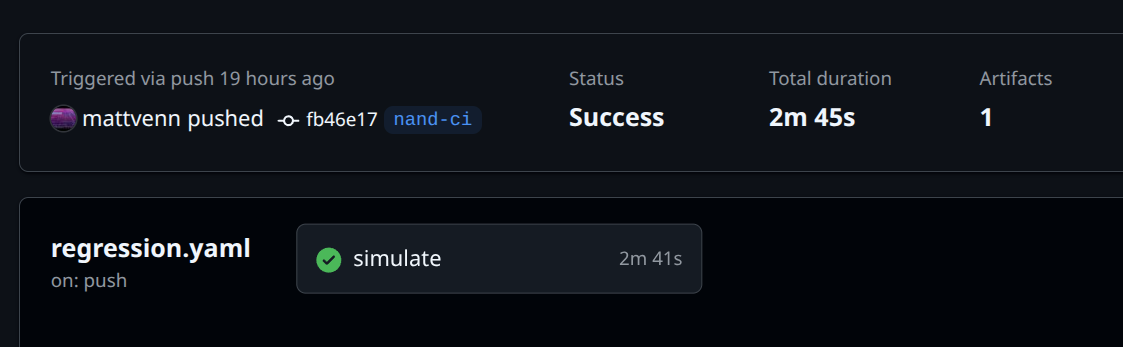 Triggered via push 19 hours ago
Status
Total duration
Artifacts
mattvenn pushed fb46e17 nand-ci
Success
2m 45s
1
regression.yaml
on: push
simulate
2m 41s